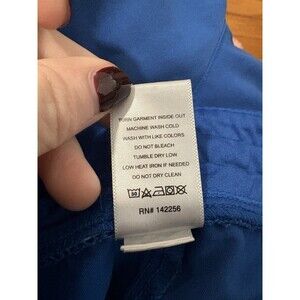 TURN GARMENT INSIDE OUT
MACHINE WASH COLD
WASH WITH LIKE COLORS
DO NOT BLEACH
TUMBLE DRY LOW
LOW HEAT IRON IF NEEDED
DO NOT DRY CLEAN
30
RN# 142256